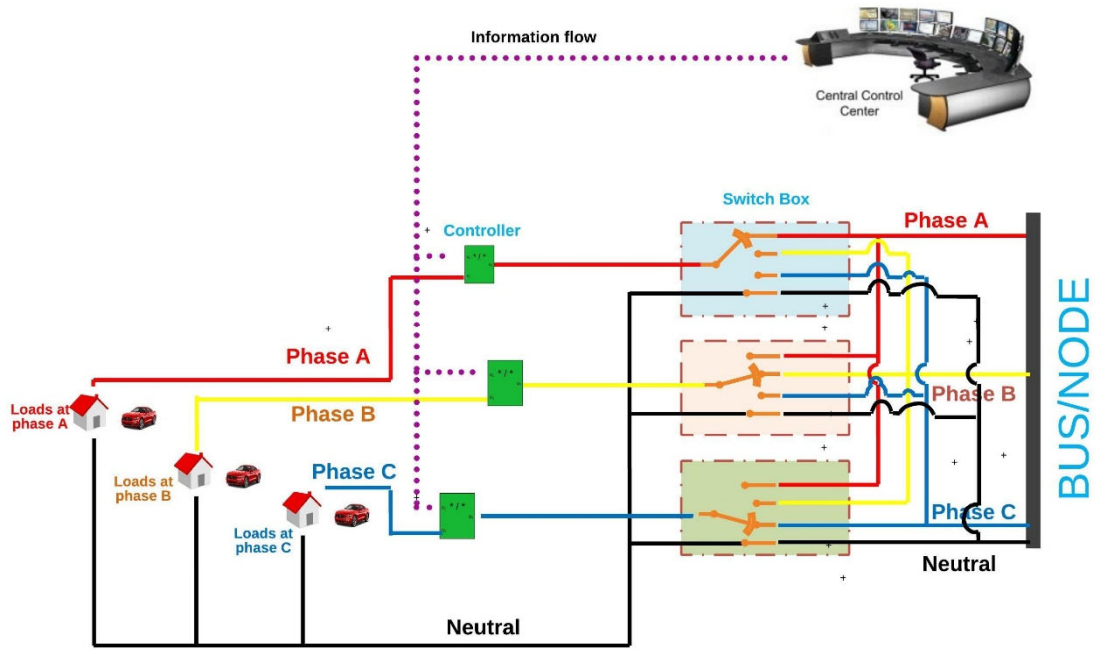 Information flow
Central Control
Center
Switch Box
Controller
Phase A
Phase A
Loads at
phase A
Phase B
Phase B
Loads at
phase B
Phase C
Phase C
Loads at
phase C
Neutral
Neutral
BUS/NODE